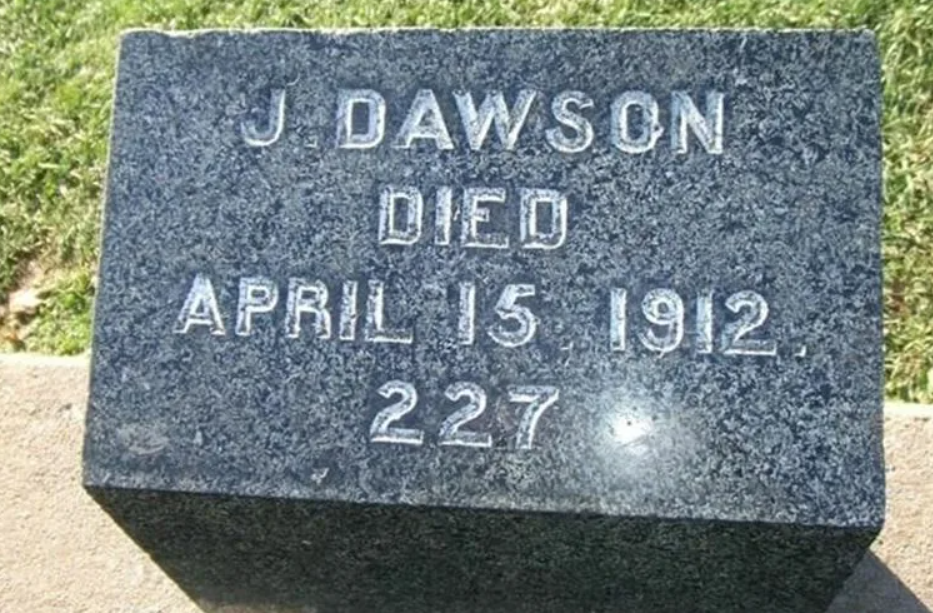 J. DAWSON
DIED
APRIL 15, 1912.
227